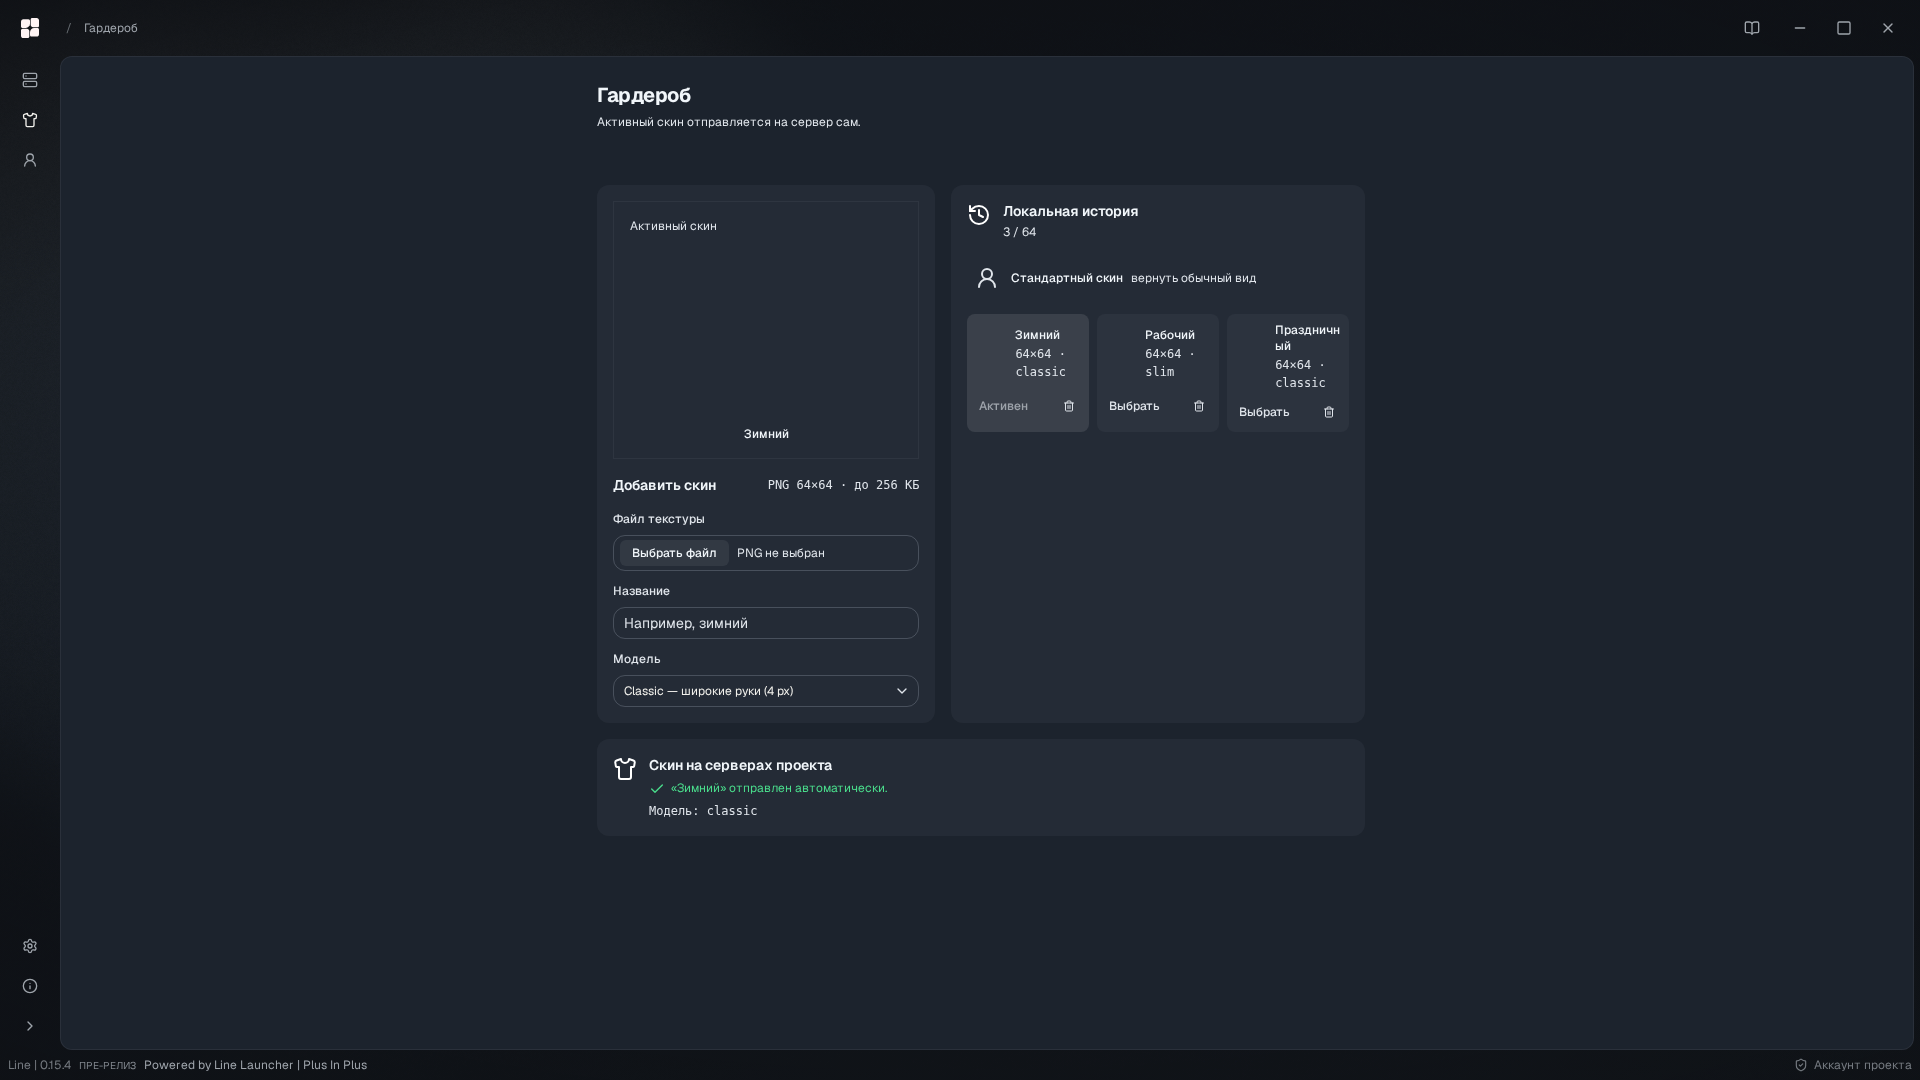 / Гардероб
Гардероб
Активный скин отправляется на сервер сам.
Активный скин
Зимний
Добавить скин PNG 64×64 · до 256 КБ
Файл текстуры
Выбрать файл PNG не выбран
Название
Например, зимний
Модель
Classic — широкие руки (4 px)
Локальная история
3 / 64
Стандартный скин вернуть обычный вид
Зимний
64×64 ·
classic
Активен
Рабочий
64×64 ·
slim
Выбрать
Праздничн
ый
64×64 ·
classic
Выбрать
Скин на серверах проекта
«Зимний» отправлен автоматически.
Модель: classic
Line | 0.15.4 ПРЕ-РЕЛИЗ Powered by Line Launcher | Plus In Plus
Аккаунт проекта